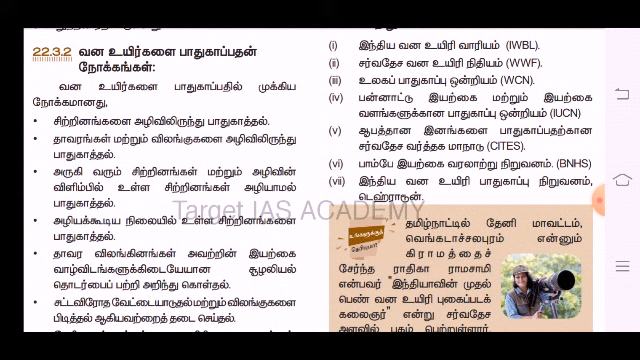 22.3.2 வன உயிர்களை பாதுகாப்பதன்
நோக்கங்கள்:
வன உயிர்களை பாதுகாப்பதில் முக்கிய
நோக்கமானது,
• சிற்றினங்களை அழிவிலிருந்து பாதுகாத்தல்.
• தாவரங்கள் மற்றும் விலங்குகளை அழிவிலிருந்து
பாதுகாத்தல்.
• அருகி வரும் சிற்றினங்கள் மற்றும் அழிவின்
விளிம்பில் உள்ள சிற்றினங்கள் அழியாமல்
பாதுகாத்தல்.
• அழியக்கூடிய நிலையில் உள்ள சிற்றினங்களை
பாதுகாத்தல்.
• தாவர விலங்கினங்கள் அவற்றின் இயற்கை
வாழ்விடங்களுக்கிடையேயான சூழலியல்
தொடர்பைப் பற்றி அறிந்து கொள்தல்.
• சட்டவிரோத வேட்டையாடுதல் மற்றும் விலங்குகளை
பிடித்தல் ஆகியவற்றைத் தடை செய்தல்.
(i) இந்திய வன உயிரி வாரியம் (IWBL).
(ii) சர்வதேச வன உயிரி நிதியம் (WWF).
(iii) உலகப் பாதுகாப்பு ஒன்றியம் (WCN).
(iv) பன்னாட்டு இயற்கை மற்றும் இயற்கை
வளங்களுக்கான பாதுகாப்பு ஒன்றியம் (IUCN)
(v) ஆபத்தான இனங்களை பாதுகாப்பதற்கான
சர்வதேச வர்த்தக மாநாடு (CITES).
(vi) பாம்பே இயற்கை வரலாற்று நிறுவனம். (BNHS)
(vii) இந்திய வன உயிரி பாதுகாப்பு நிறுவனம்,
டெஹ்ராடூன்.
Target IAS ACADEMY
உங்களுக்குத்
தெரியுமா?
தமிழ்நாட்டில் தேனி மாவட்டம்,
வெங்கடாச்சலபுரம் என்னும்
கிராமத்தைச்
சேர்ந்த ராதிகா ராமசாமி
என்பவர் "இந்தியாவின் முதல்
பெண் வன உயிரி புகைப்படக்
கலைஞர்" என்று சர்வதேச
அளவில் புகழ் பெற்றுள்ளார்.